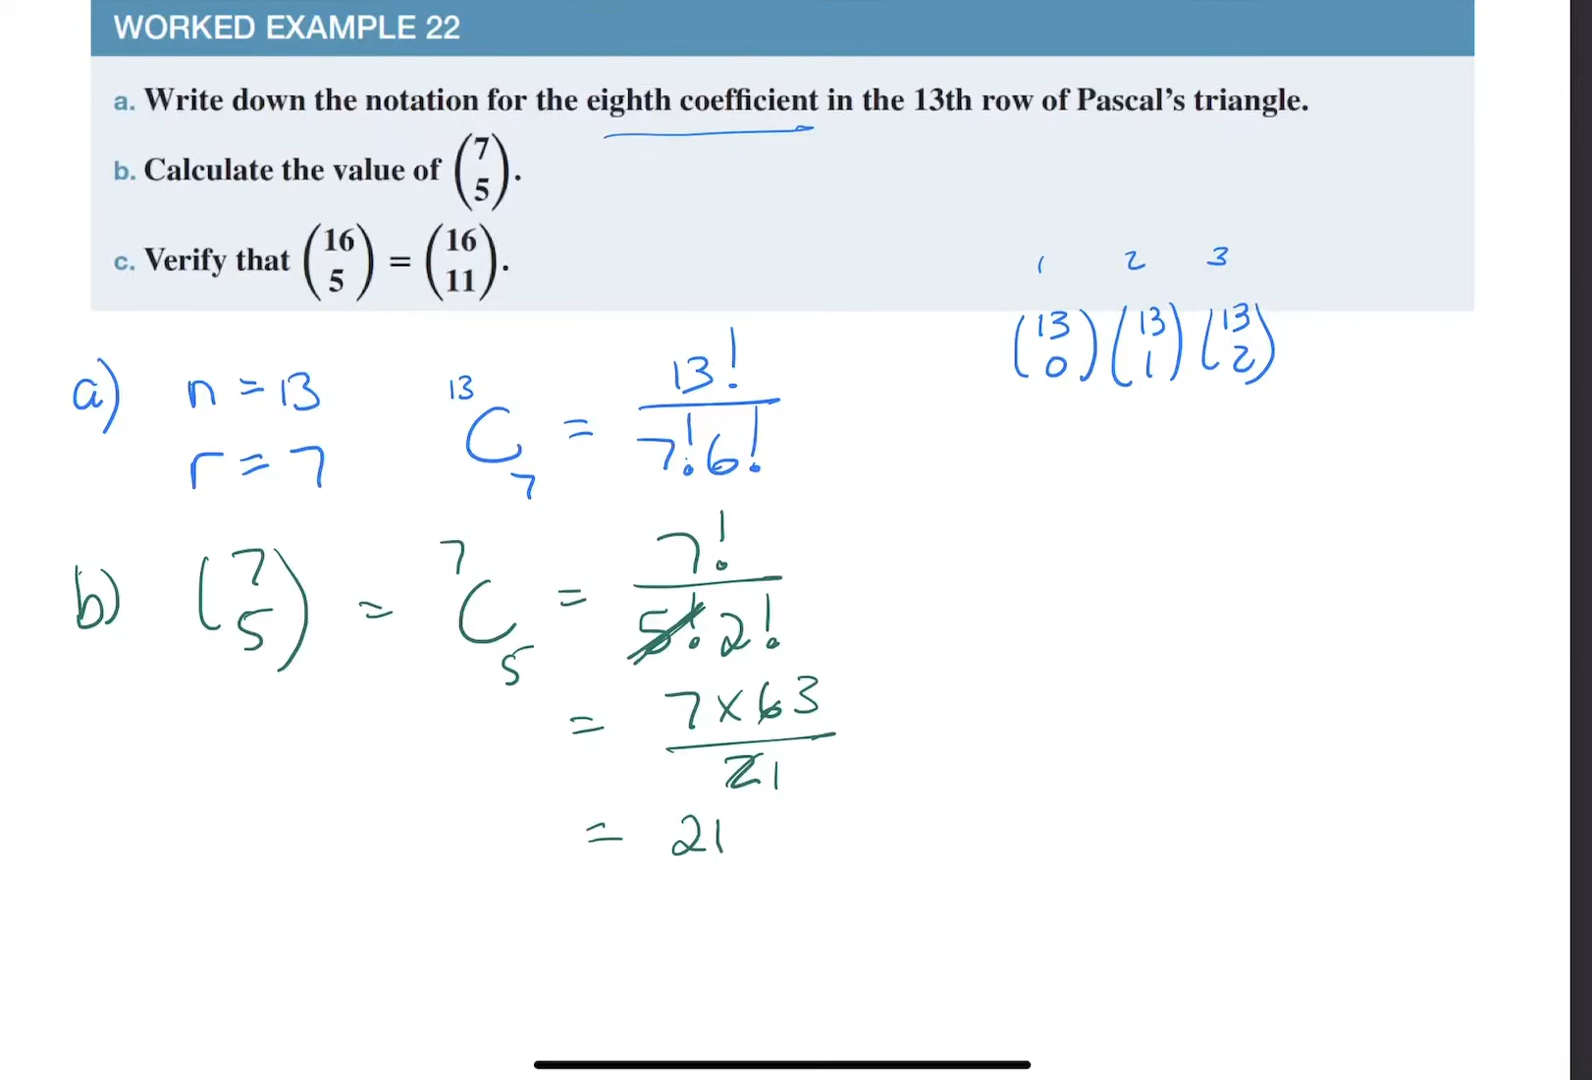 WORKED EXAMPLE 22
a. Write down the notation for the eighth coefficient in the 13th row of Pascal's triangle.
b. Calculate the value of (7 5).
c. Verify that (16 5) = (16 11).
1 2 3
(13 0) (13 1) (13 2)
a) n = 13 ¹³C₇ = 13! / 7!6!
r = 7
b) (7 5) = ⁷C₅ = 7! / 5!2!
= 7×6 3 / 2 1
= 21